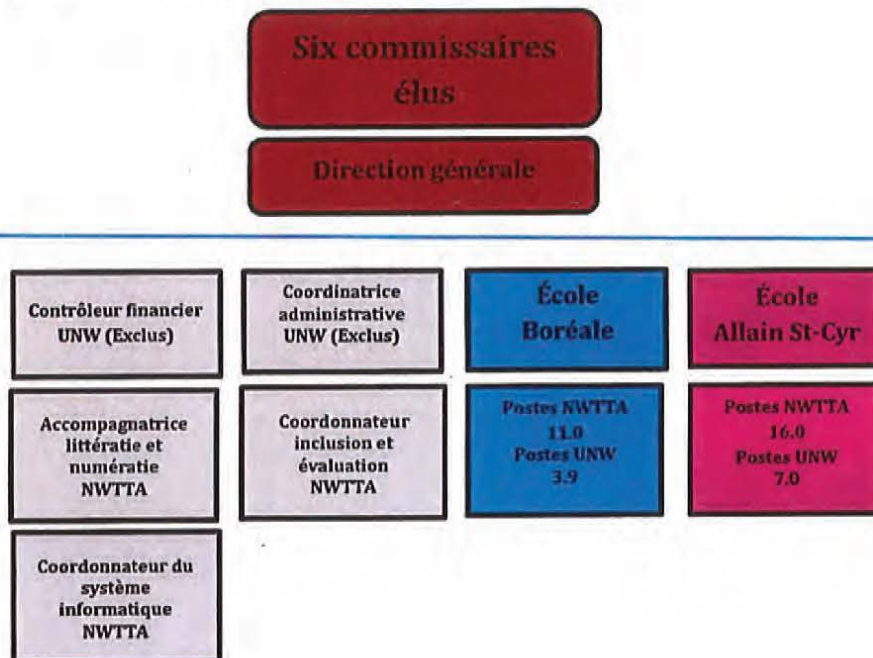 Six commissaires
élus
Direction générale
Contrôleur financier
UNW (Exclus)
Coordinatrice
administrative
UNW (Exclus)
École
Boréale
École
Allain St-Cyr
Accompagnatrice
littératie et
numératie
NWTTA
Coordonnateur
inclusion et
évaluation
NWTTA
Postes NWTTA
11.0
Postes UNW
3.9
Postes NWTTA
16.0
Postes UNW
7.0
Coordonnateur du
système
informatique
NWTTA